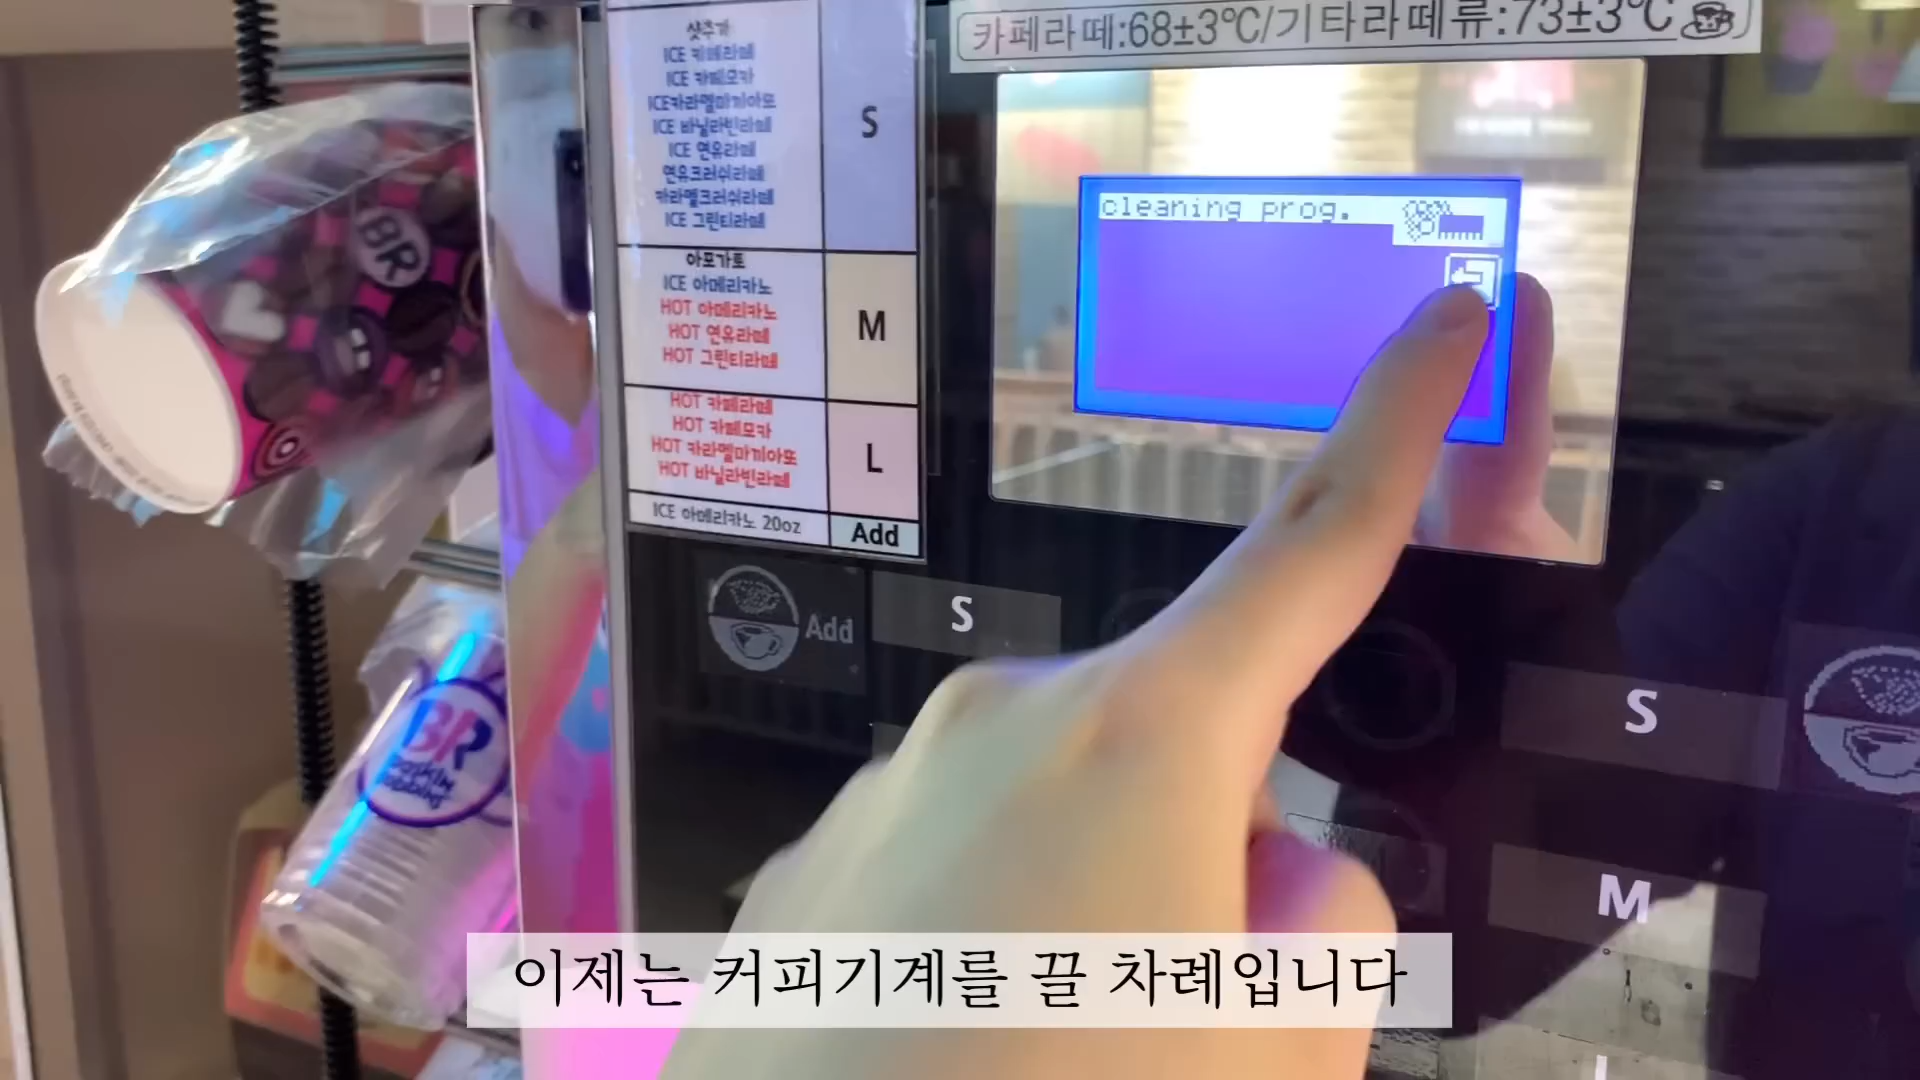 카페라떼:68±3℃/기타라떼류:73±3℃
샷추가
ICE 카페라떼
ICE 카페모카
ICE카라멜마끼아또
ICE 바닐라빈라떼
ICE 연유라떼
연유크러쉬라떼
카라멜크러쉬라떼
ICE 그린티라떼
S
아포가토
ICE 아메리카노
HOT 아메리카노
HOT 연유라떼
HOT 그린티라떼
M
HOT 카페라떼
HOT 카페모카
HOT 카라멜마끼아또
HOT 바닐라빈라떼
L
ICE 아메리카노 20oz
Add
cleaning prog.
BR
BR
baskin
robbins
Add
S
S
M
이제는 커피기계를 끌 차례입니다